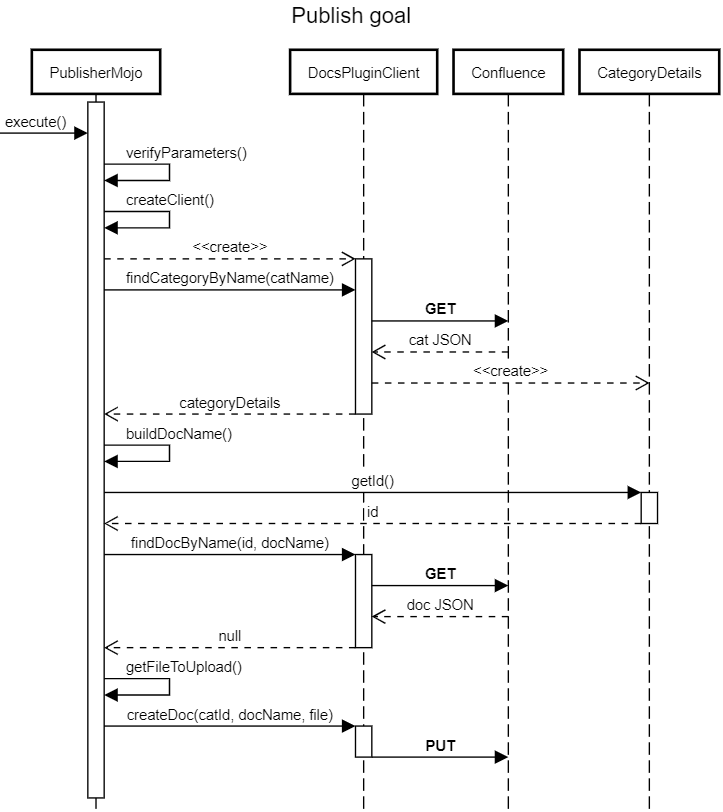 Publish goal
PublisherMojo
DocsPluginClient
Confluence
CategoryDetails
execute()
verifyParameters()
createClient()
<<create>>
findCategoryByName(catName)
GET
cat JSON
<<create>>
categoryDetails
buildDocName()
getId()
id
findDocByName(id, docName)
GET
doc JSON
null
getFileToUpload()
createDoc(catId, docName, file)
PUT